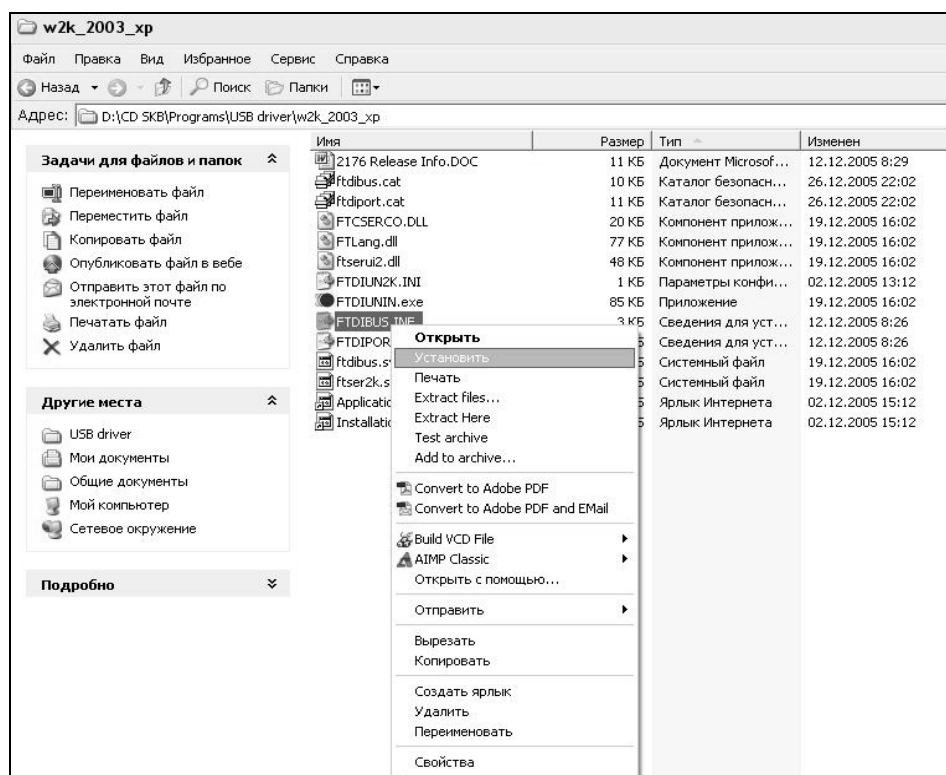 w2k_2003_xp
Файл Правка Вид Избранное Сервис Справка
Назад Поиск Папки
Адрес: D:\CD SKB\Programs\USB driver\w2k_2003_xp
Задачи для файлов и папок
Переименовать файл
Переместить файл
Копировать файл
Опубликовать файл в вебе
Отправить этот файл по
электронной почте
Печатать файл
Удалить файл
Другие места
USB driver
Мои документы
Общие документы
Мой компьютер
Сетевое окружение
Подробно
Имя Размер Тип Изменен
2176 Release Info.DOC 11 КБ Документ Microsof... 12.12.2005 8:29
ftdibus.cat 10 КБ Каталог безопасн... 26.12.2005 22:02
ftdiport.cat 11 КБ Каталог безопасн... 26.12.2005 22:02
FTCSERCO.DLL 20 КБ Компонент прилож... 19.12.2005 16:02
FTLang.dll 77 КБ Компонент прилож... 19.12.2005 16:02
ftserui2.dll 48 КБ Компонент прилож... 19.12.2005 16:02
FTDIUN2K.INI 1 КБ Параметры конфи... 02.12.2005 13:12
FTDIUNIN.exe 85 КБ Приложение 19.12.2005 16:02
FTDIBUS.INF 3 КБ Сведения для уст... 12.12.2005 8:26
FTDIPOR Б Сведения для уст... 12.12.2005 8:26
ftdibus.s Б Системный файл 19.12.2005 16:02
ftser2k.s Б Системный файл 19.12.2005 16:02
Applicatio Б Ярлык Интернета 02.12.2005 15:12
Installatio Б Ярлык Интернета 02.12.2005 15:12
Открыть
Установить
Печать
Extract files...
Extract Here
Test archive
Add to archive...
Convert to Adobe PDF
Convert to Adobe PDF and EMail
Build VCD File
AIMP Classic
Открыть с помощью...
Отправить
Вырезать
Копировать
Создать ярлык
Удалить
Переименовать
Свойства